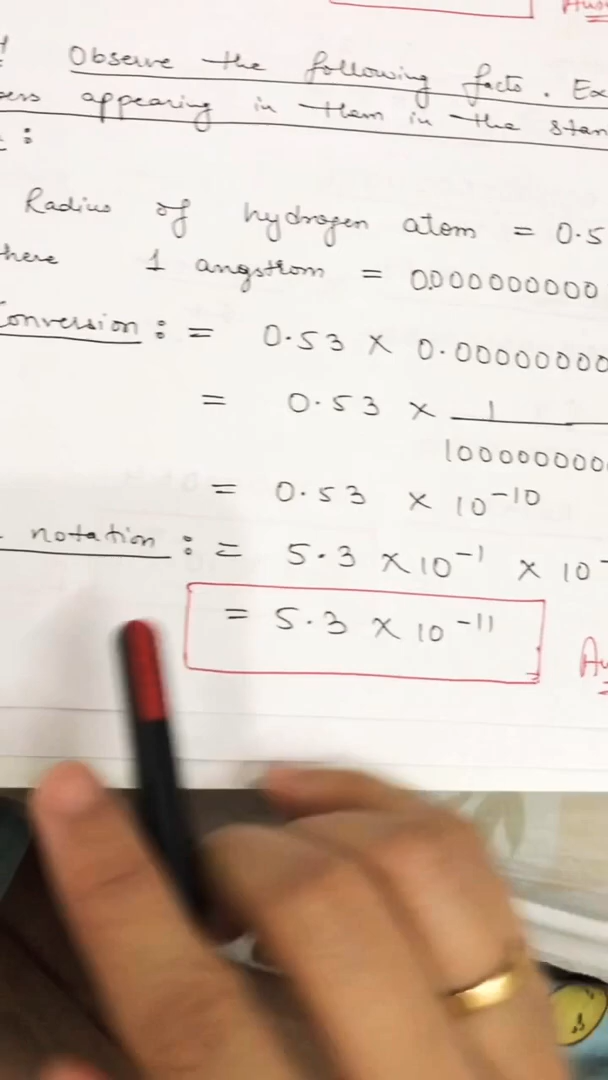 Observe the following facts. Ex
appearing in them in the stan
:
Radius of hydrogen atom = 0.5
here 1 angstrom = 0.000000000
Conversion : = 0.53 × 0.00000000
= 0.53 × 1
100000000
= 0.53 × 10⁻¹⁰
notation : = 5.3 × 10⁻¹ × 10⁻
= 5.3 × 10⁻¹¹